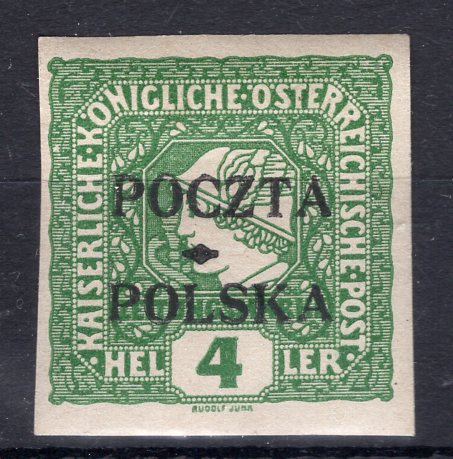 KAISERLICHE·KÖNIGLICHE·ÖSTERREICHISCHE·POST·
POCZTA
POLSKA
HEL 4 LER
RUDOLF JUNK